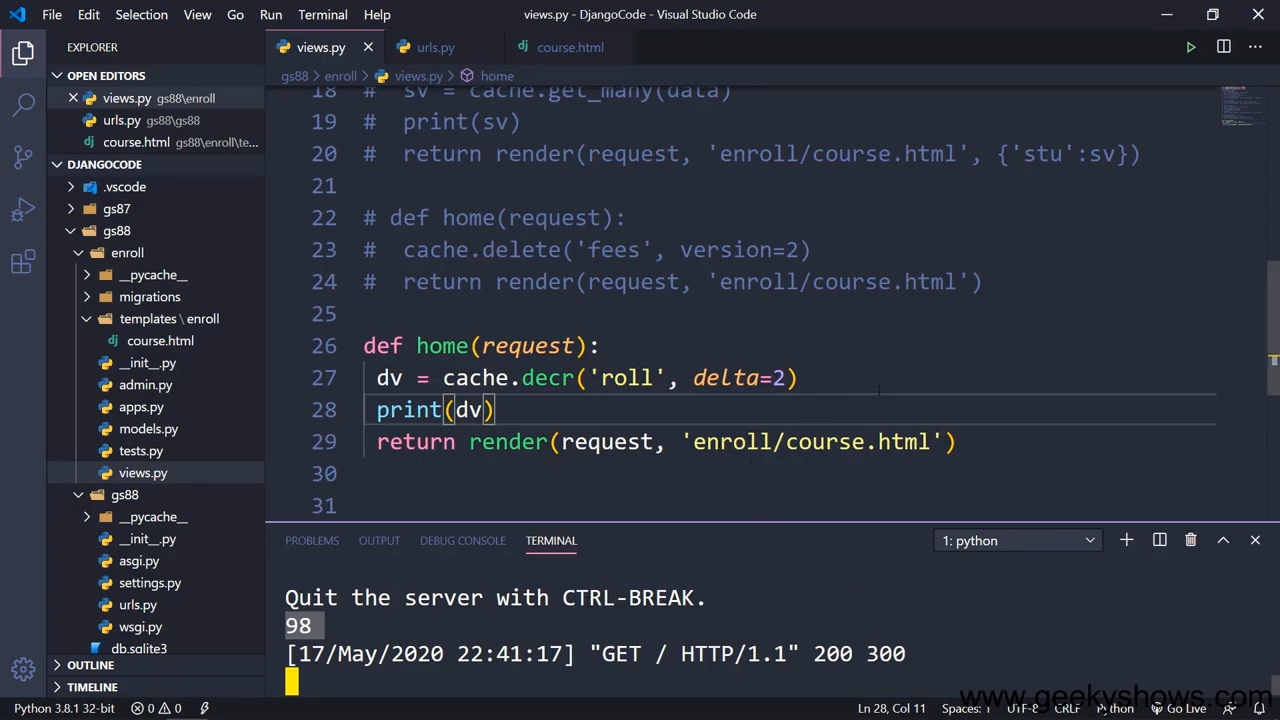 File Edit Selection View Go Run Terminal Help
views.py - DjangoCode - Visual Studio Code
EXPLORER
OPEN EDITORS
views.py gs88\enroll
urls.py gs88\gs88
course.html gs88\enroll\te...
DJANGOCODE
.vscode
gs87
gs88
enroll
__pycache__
migrations
templates \ enroll
course.html
__init__.py
admin.py
apps.py
models.py
tests.py
views.py
gs88
__pycache__
__init__.py
asgi.py
settings.py
urls.py
wsgi.py
db.sqlite3
OUTLINE
TIMELINE
views.py urls.py course.html
gs88 > enroll > views.py > home
18 # sv = cache.get_many(data)
19 # print(sv)
20 # return render(request, 'enroll/course.html', {'stu':sv})
21
22 # def home(request):
23 # cache.delete('fees', version=2)
24 # return render(request, 'enroll/course.html')
25
26 def home(request):
27 dv = cache.decr('roll', delta=2)
28 print(dv)
29 return render(request, 'enroll/course.html')
30
31
PROBLEMS OUTPUT DEBUG CONSOLE TERMINAL
1: python
Quit the server with CTRL-BREAK.
98
[17/May/2020 22:41:17] "GET / HTTP/1.1" 200 300
www.geekyshows.com
Python 3.8.1 32-bit 0 0 Ln 28, Col 11 Spaces: 1 UTF-8 CRLF Python Go Live